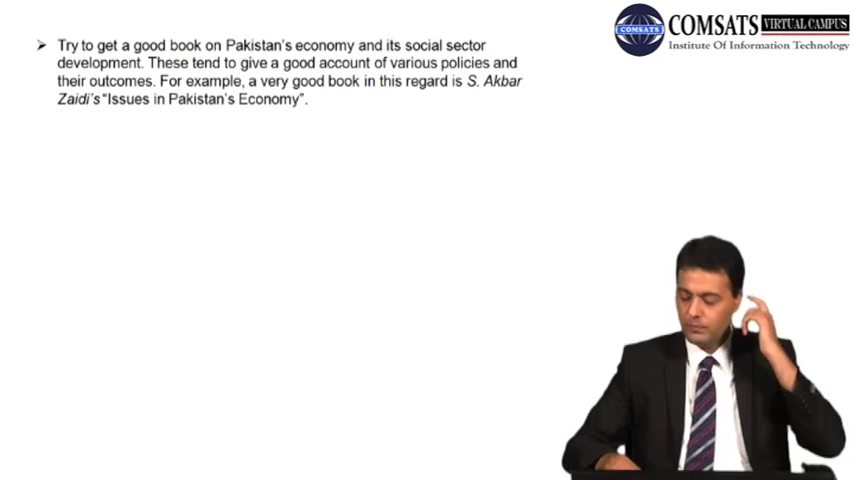 ➤ Try to get a good book on Pakistan's economy and its social sector
development. These tend to give a good account of various policies and
their outcomes. For example, a very good book in this regard is S. Akbar
Zaidi's "Issues in Pakistan's Economy".
COMSATS
COMSATS VIRTUAL CAMPUS
Institute Of Information Technology